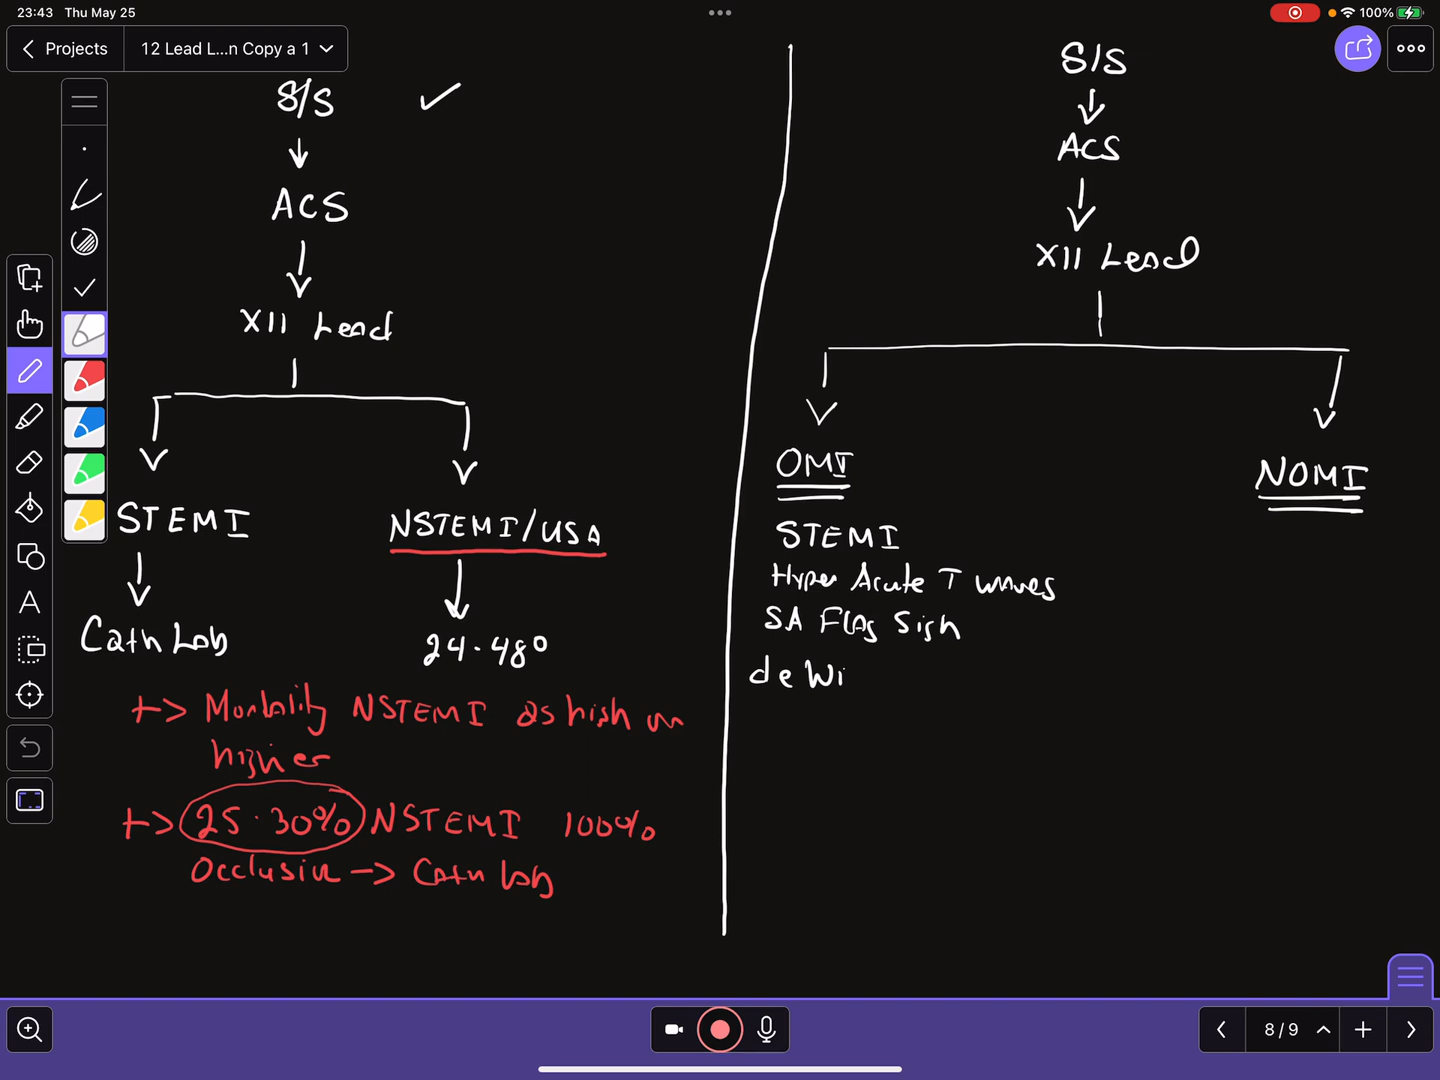 23:43 Thu May 25
100%
Projects
12 Lead L...n Copy a 1
S/S
ACS
XII Lead
STEMI
NSTEMI/USA
Cath Lab
24-48°
+> Mortality NSTEMI as high or
higher
+> 25-30% NSTEMI 100%
Occlusive -> Cath lab
S/S
ACS
XII Lead
OMI
NOMI
STEMI
Hyper Acute T waves
SA Flag Sign
de Wi
A
8/9